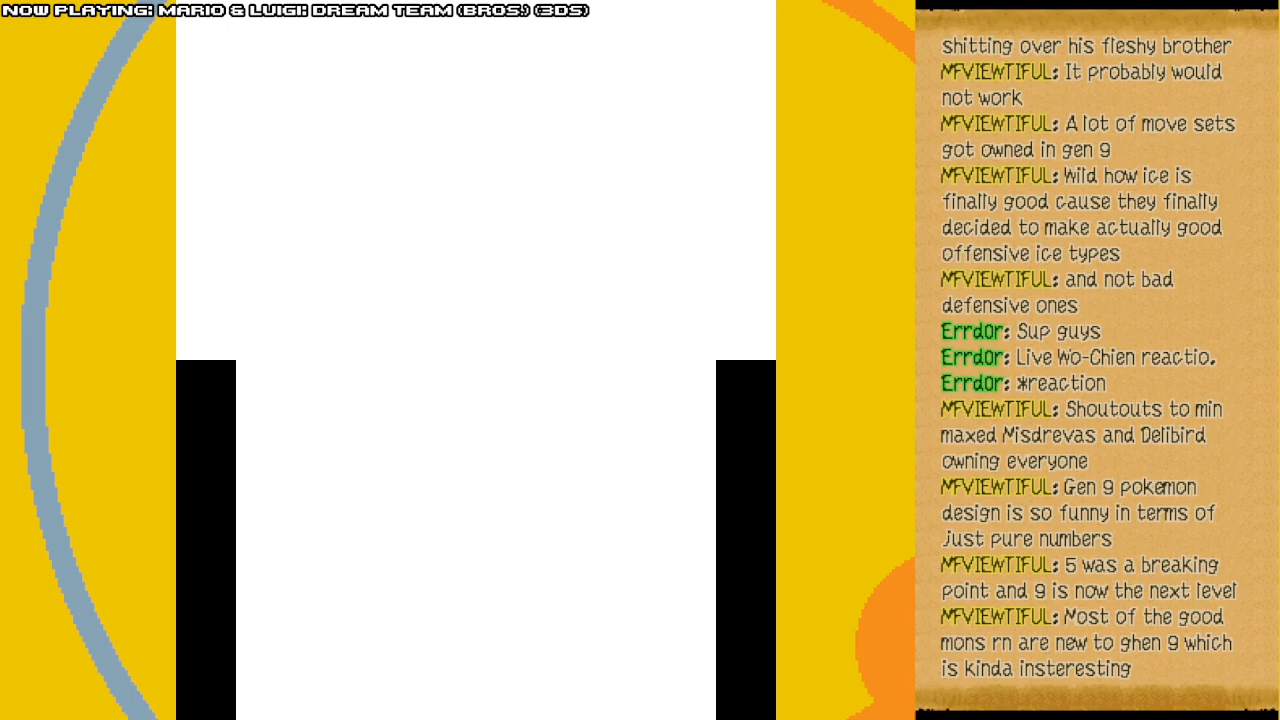 NOW PLAYING: MARIO & LUIGI: DREAM TEAM (BROS.) (3DS)
shitting over his fleshy brother
MFVIEWTIFUL: It probably would
not work
MFVIEWTIFUL: A lot of move sets
got owned in gen 9
MFVIEWTIFUL: Wild how ice is
finally good cause they finally
decided to make actually good
offensive ice types
MFVIEWTIFUL: and not bad
defensive ones
Errd0r: Sup guys
Errd0r: Live Wo-Chien reactio.
Errd0r: *reaction
MFVIEWTIFUL: Shoutouts to min
maxed Misdrevas and Delibird
owning everyone
MFVIEWTIFUL: Gen 9 pokemon
design is so funny in terms of
just pure numbers
MFVIEWTIFUL: 5 was a breaking
point and 9 is now the next level
MFVIEWTIFUL: Most of the good
mons rn are new to ghen 9 which
is kinda insteresting